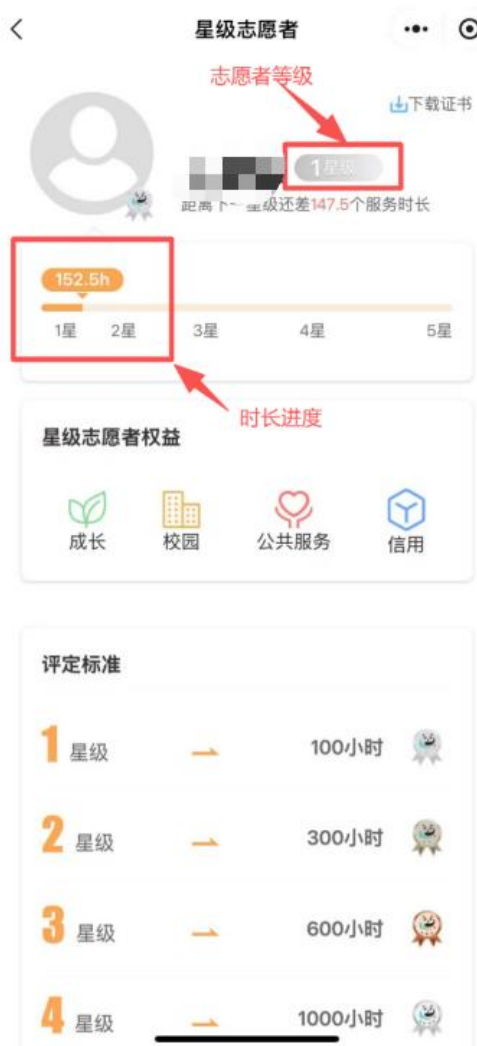 星级志愿者
志愿者等级
下载证书
1星级
距离下一星级还差147.5个服务时长
152.5h
1星 2星 3星 4星 5星
时长进度
星级志愿者权益
成长 校园 公共服务 信用
评定标准
1 星级 100小时
2 星级 300小时
3 星级 600小时
4 星级 1000小时